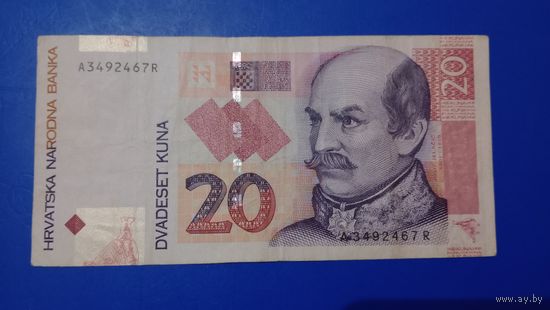 HRVATSKA NARODNA BANKA
A3492467R
DVADESET KUNA
20
20
A3492467R
www.ay.by